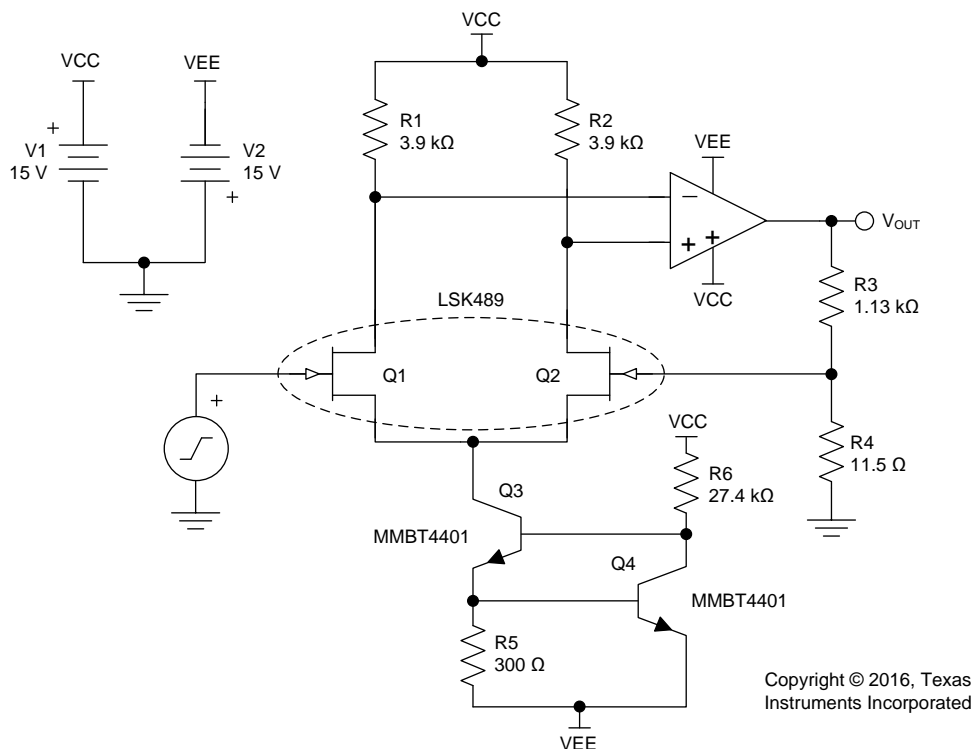 VCC
VCC
VEE
V1
15 V
V2
15 V
R1
3.9 kΩ
R2
3.9 kΩ
VEE
VCC
VOUT
R3
1.13 kΩ
LSK489
Q1
Q2
VCC
R4
11.5 Ω
R6
27.4 kΩ
Q3
MMBT4401
Q4
MMBT4401
R5
300 Ω
VEE
Copyright © 2016, Texas
Instruments Incorporated